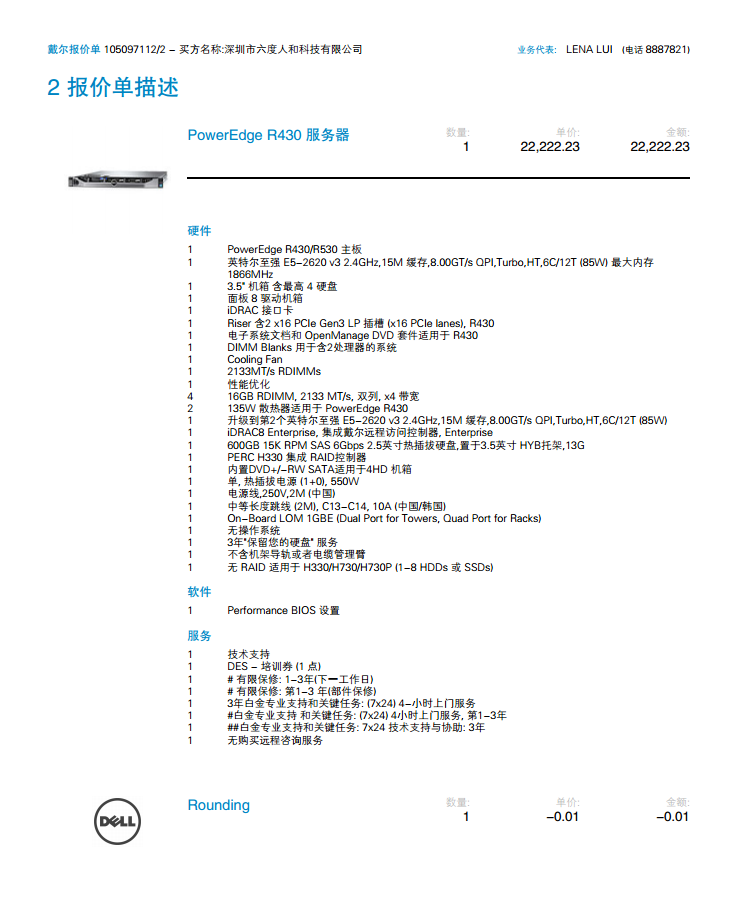 戴尔报价单 105097112/2 – 买方名称:深圳市六度人和科技有限公司 业务代表: LENA LUI (电话 8887821)
2 报价单描述
PowerEdge R430 服务器 数量: 单价: 金额:
1 22,222.23 22,222.23
硬件
1 PowerEdge R430/R530 主板
1 英特尔至强 E5–2620 v3 2.4GHz,15M 缓存,8.00GT/s QPI,Turbo,HT,6C/12T (85W) 最大内存
1866MHz
1 3.5" 机箱 含最高 4 硬盘
1 面板 8 驱动机箱
1 iDRAC 接口卡
1 Riser 含2 x16 PCIe Gen3 LP 插槽 (x16 PCIe lanes), R430
1 电子系统文档和 OpenManage DVD 套件适用于 R430
1 DIMM Blanks 用于含2处理器的系统
1 Cooling Fan
1 2133MT/s RDIMMs
1 性能优化
4 16GB RDIMM, 2133 MT/s, 双列, x4 带宽
2 135W 散热器适用于 PowerEdge R430
1 升级到第2个英特尔至强 E5–2620 v3 2.4GHz,15M 缓存,8.00GT/s QPI,Turbo,HT,6C/12T (85W)
1 iDRAC8 Enterprise, 集成戴尔远程访问控制器, Enterprise
1 600GB 15K RPM SAS 6Gbps 2.5英寸热插拔硬盘,置于3.5英寸 HYB托架,13G
1 PERC H330 集成 RAID控制器
1 内置DVD+/–RW SATA适用于4HD 机箱
1 单, 热插拔电源 (1+0), 550W
1 电源线,250V,2M (中国)
1 中等长度跳线 (2M), C13–C14, 10A (中国/韩国)
1 On–Board LOM 1GBE (Dual Port for Towers, Quad Port for Racks)
1 无操作系统
1 3年"保留您的硬盘" 服务
1 不含机架导轨或者电缆管理臂
1 无 RAID 适用于 H330/H730/H730P (1–8 HDDs 或 SSDs)
软件
1 Performance BIOS 设置
服务
1 技术支持
1 DES – 培训券 (1 点)
1 # 有限保修: 1–3年(下一工作日)
1 # 有限保修: 第1–3 年(部件保修)
1 3年白金专业支持和关键任务: (7x24) 4–小时上门服务
1 #白金专业支持 和关键任务: (7x24) 4小时上门服务, 第1–3年
1 ##白金专业支持和关键任务: 7x24 技术支持与协助: 3年
1 无购买远程咨询服务
DELL
Rounding 数量: 单价: 金额:
1 –0.01 –0.01